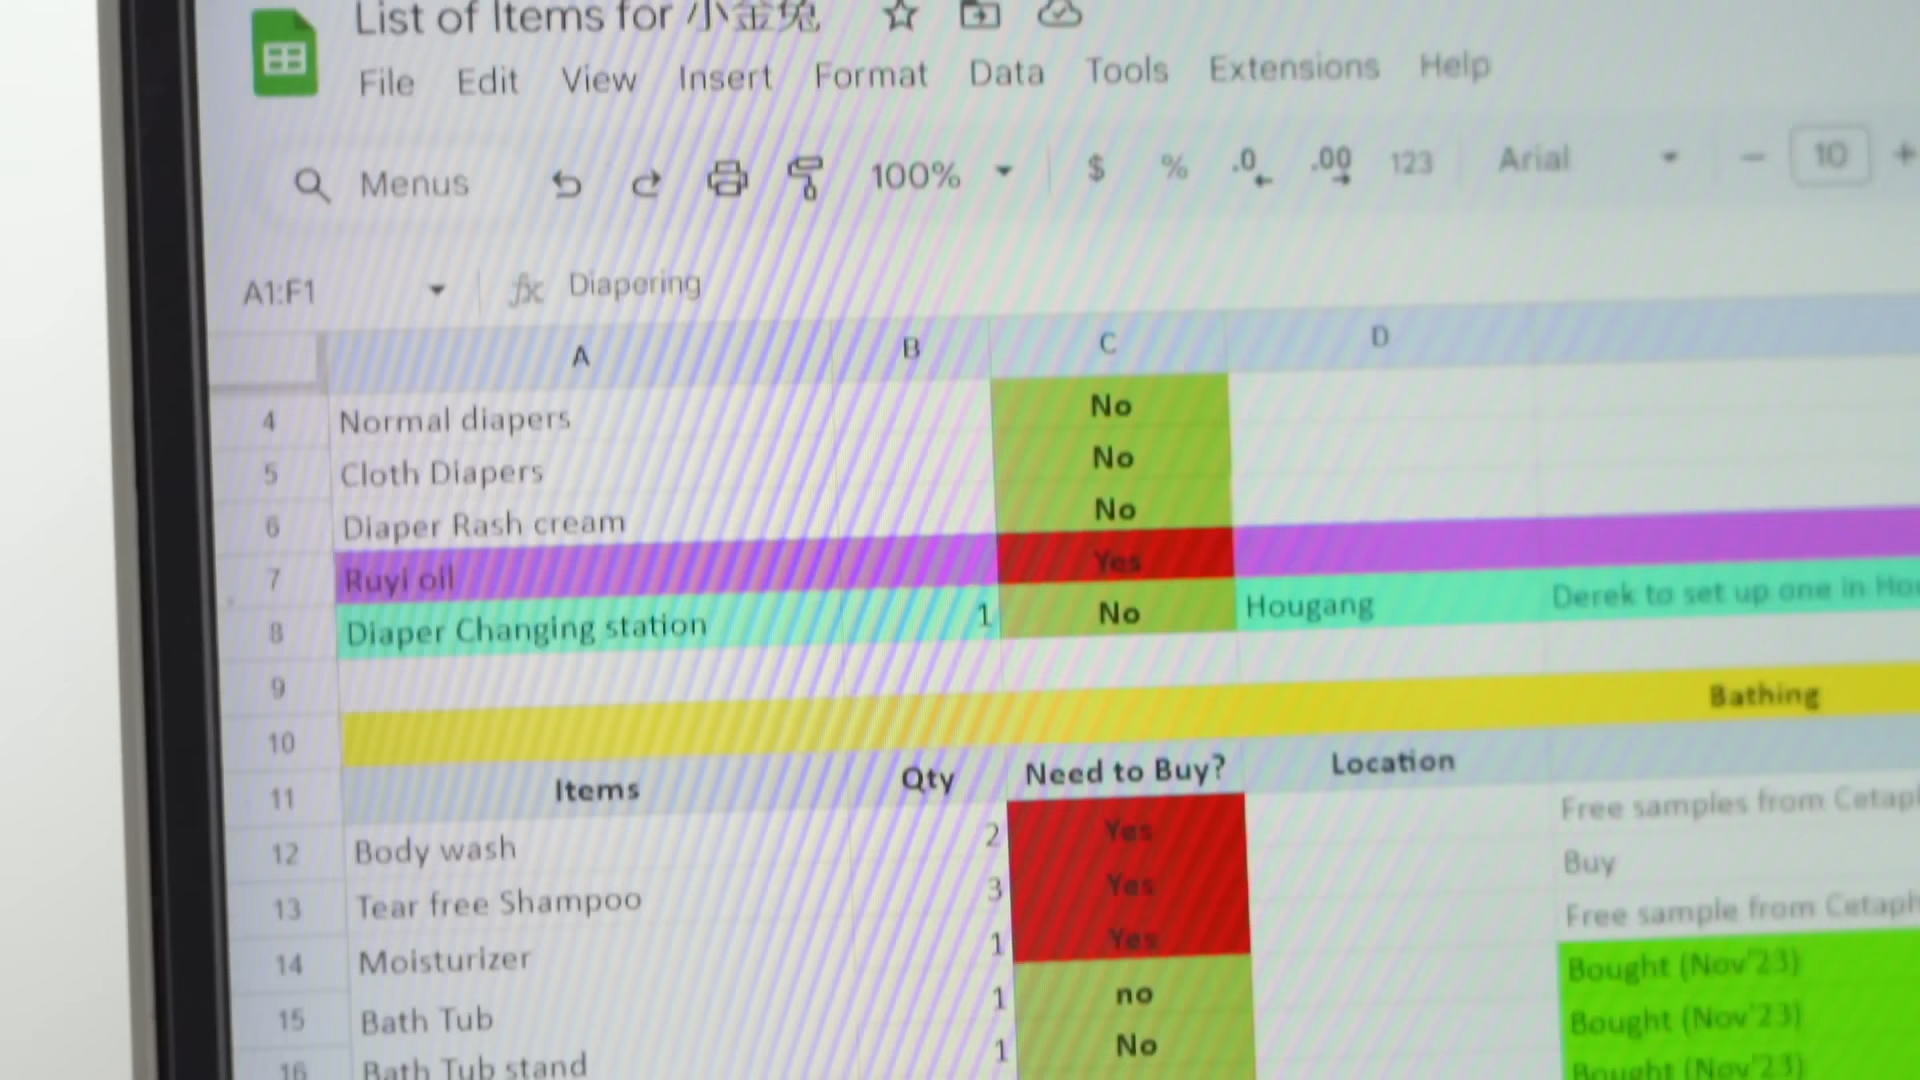 List of Items for 小金兔
File Edit View Insert Format Data Tools Extensions Help
Menus 100% $ % .0 .00 123 Arial 10
A1:F1 fx Diapering
A B C D
4 Normal diapers No
5 Cloth Diapers No
6 Diaper Rash cream No
7 Ruyi oil Yes
8 Diaper Changing station 1 No Hougang Derek to set up one in
9
10 Bathing
11 Items Qty Need to Buy? Location
12 Body wash 2 Yes Free samples from
13 Tear free Shampoo 3 Yes Buy
14 Moisturizer 1 Yes Free sample from
15 Bath Tub 1 no Bought (Nov'23)
16 Bath Tub stand 1 No Bought (Nov'23)
Bought (Nov'23)